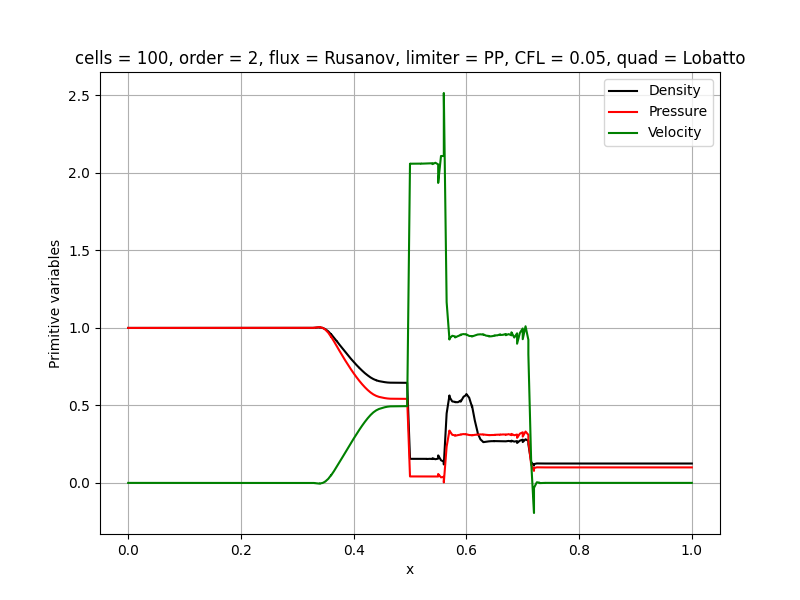 cells = 100, order = 2, flux = Rusanov, limiter = PP, CFL = 0.05, quad = Lobatto
Density
Pressure
Velocity
Primitive variables
2.5
2.0
1.5
1.0
0.5
0.0
0.0 0.2 0.4 0.6 0.8 1.0
x